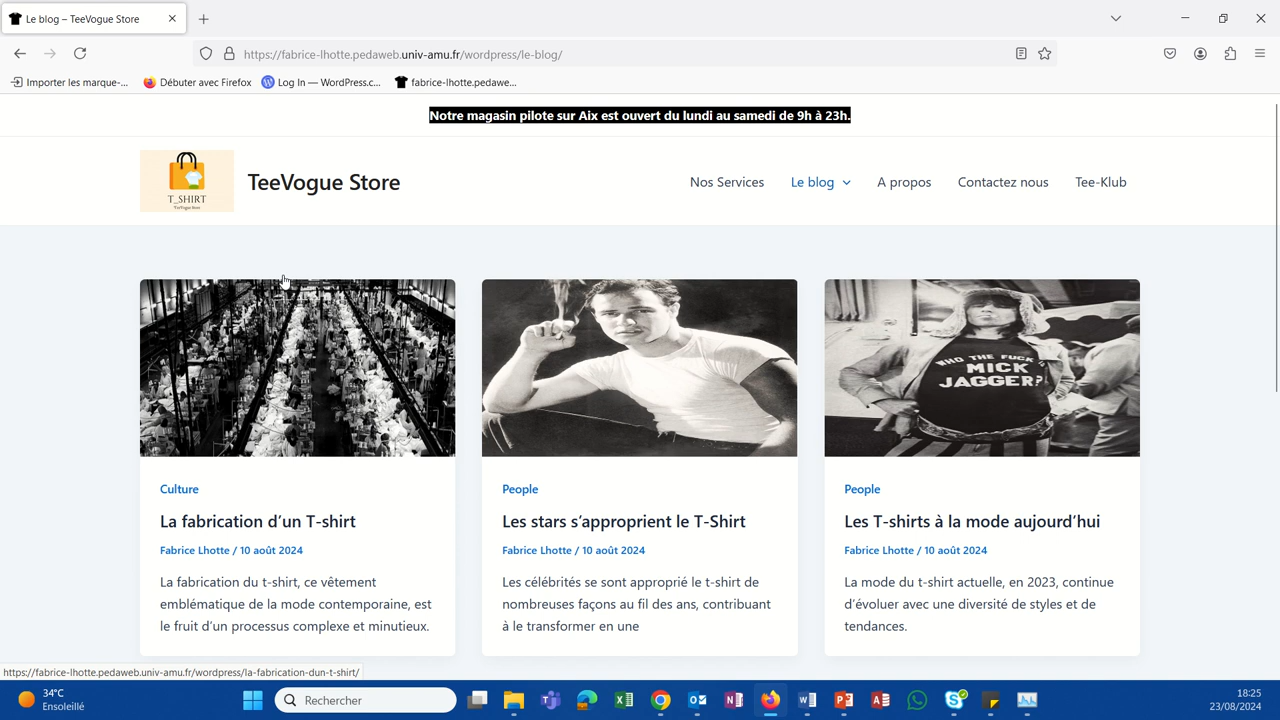 Le blog – TeeVogue Store
https://fabrice-lhotte.pedaweb.univ-amu.fr/wordpress/le-blog/
Importer les marque-... Débuter avec Firefox Log In — WordPress.c... fabrice-lhotte.pedawe...
Notre magasin pilote sur Aix est ouvert du lundi au samedi de 9h à 23h.
T_SHIRT
TeeVogue Store
TeeVogue Store
Nos Services Le blog A propos Contactez nous Tee-Klub
WHO THE FUCK IS
MICK
JAGGER?
Culture
La fabrication d’un T-shirt
Fabrice Lhotte / 10 août 2024
La fabrication du t-shirt, ce vêtement
emblématique de la mode contemporaine, est
le fruit d’un processus complexe et minutieux.
People
Les stars s’approprient le T-Shirt
Fabrice Lhotte / 10 août 2024
Les célébrités se sont approprié le t-shirt de
nombreuses façons au fil des ans, contribuant
à le transformer en une
People
Les T-shirts à la mode aujourd’hui
Fabrice Lhotte / 10 août 2024
La mode du t-shirt actuelle, en 2023, continue
d’évoluer avec une diversité de styles et de
tendances.
https://fabrice-lhotte.pedaweb.univ-amu.fr/wordpress/la-fabrication-dun-t-shirt/
34°C
Ensoleillé
Rechercher
18:25
23/08/2024